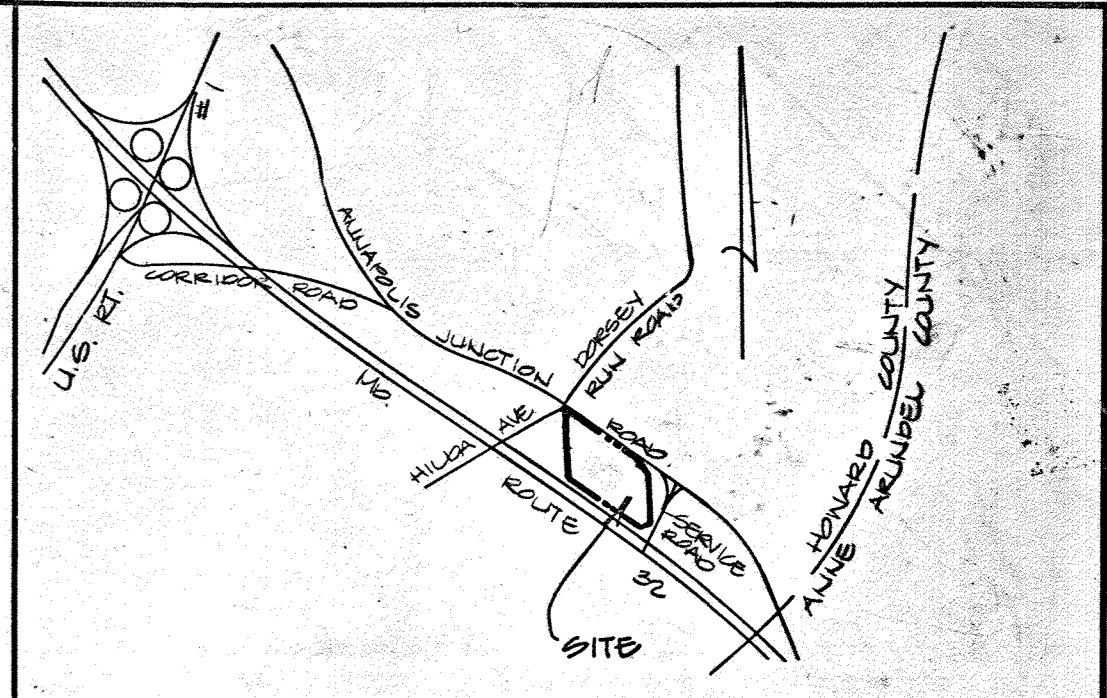 #1
U.S. RT.
CORRIDOR ROAD
ANNAPOLIS
JUNCTION
ROAD
DORSEY
RUN ROAD
MD.
ROUTE
32
HILDA AVE
SERVICE
ROAD
SITE
HOWARD COUNTY
ANNE ARUNDEL COUNTY